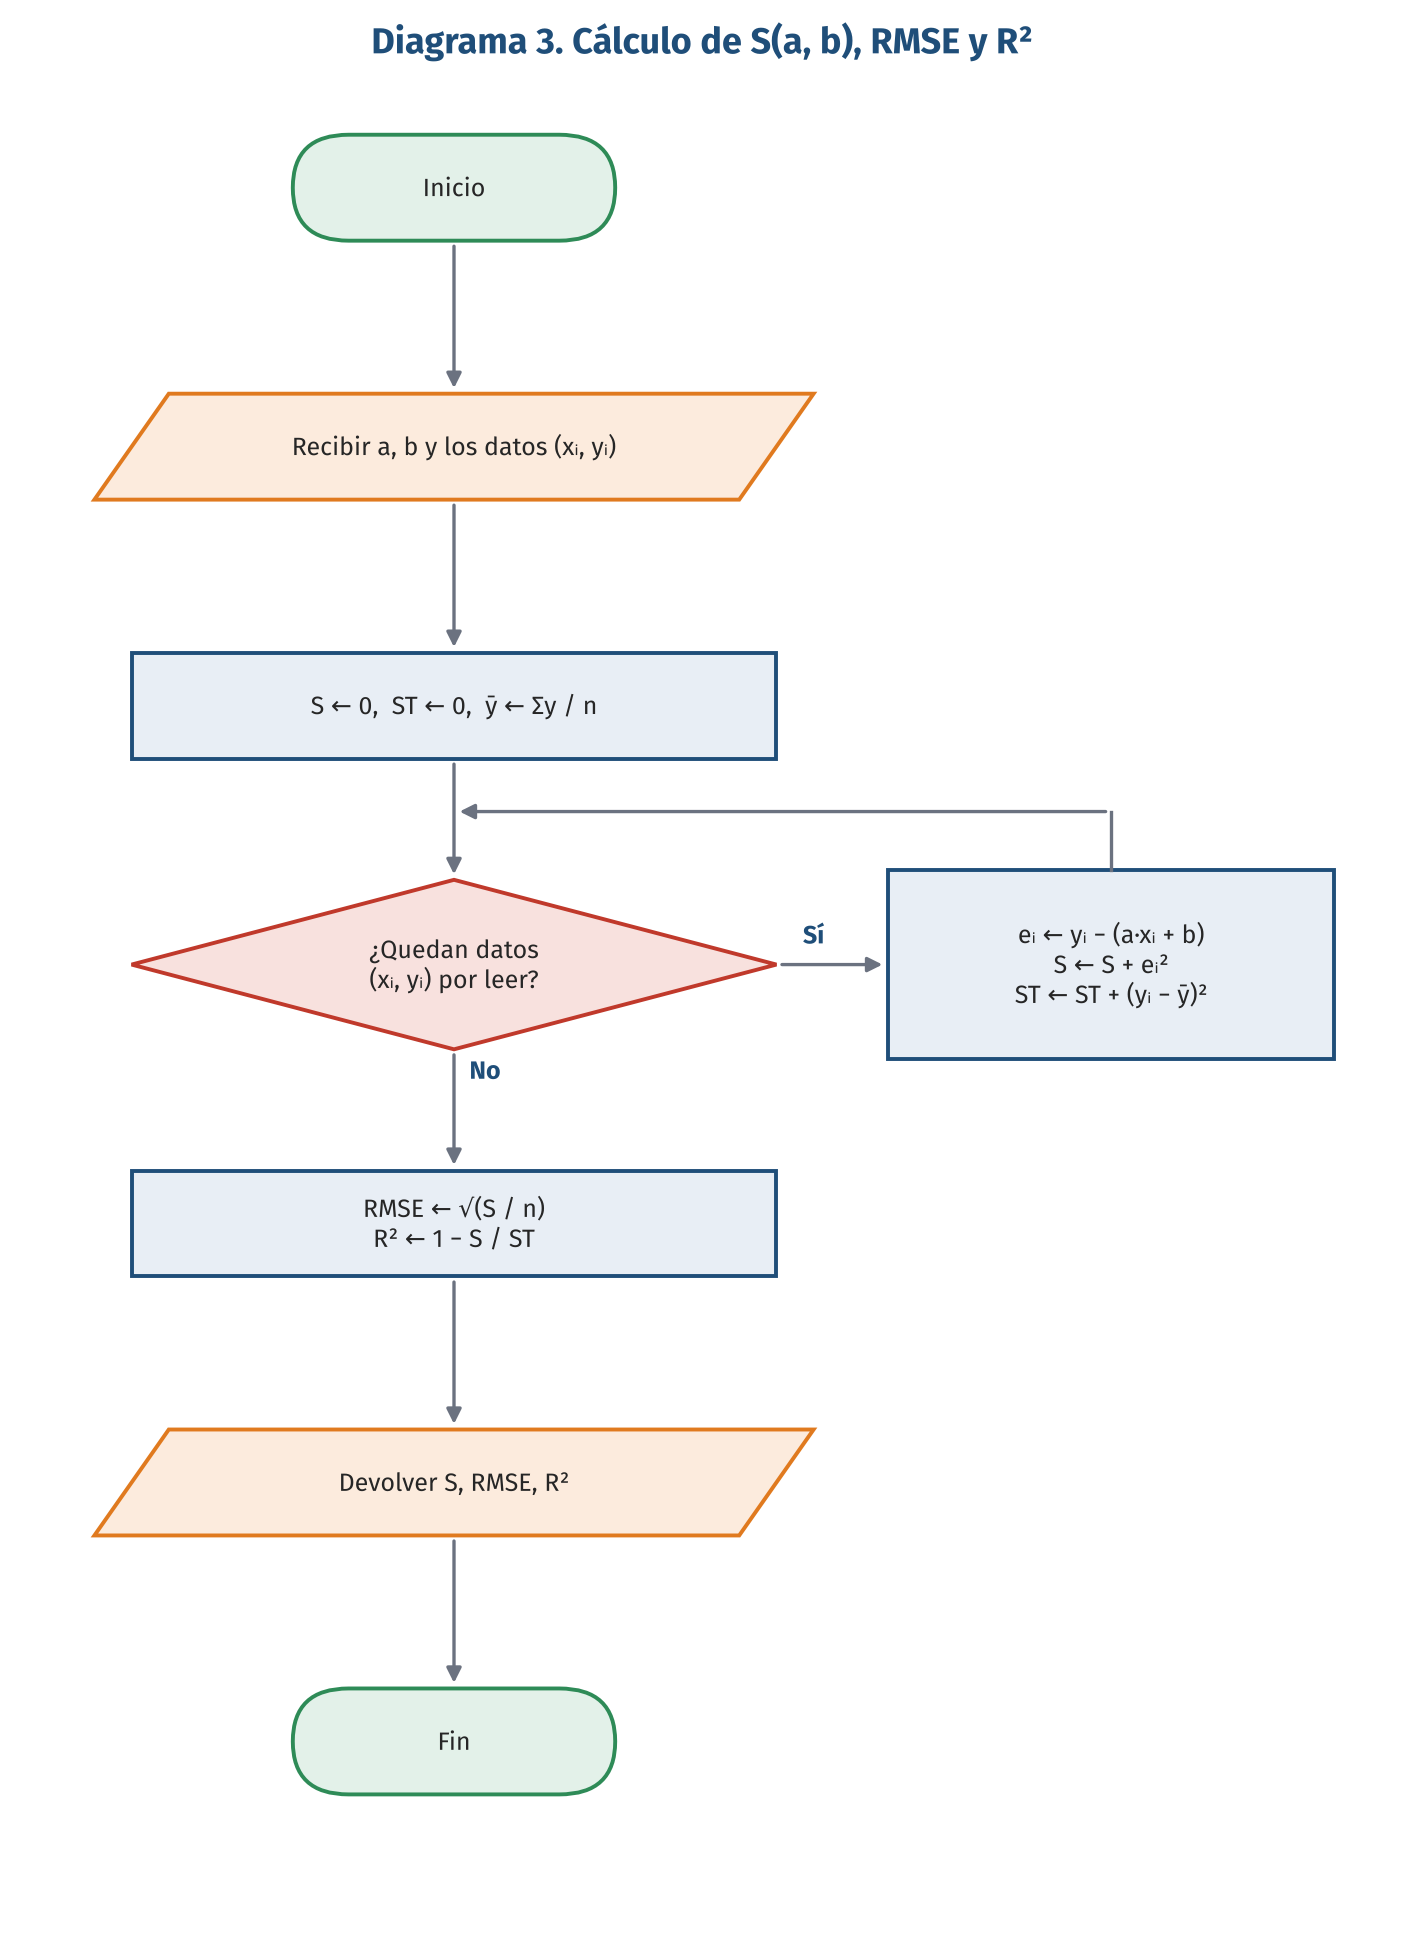 Diagrama 3. Cálculo de S(a, b), RMSE y R²
Inicio
Recibir a, b y los datos (xᵢ, yᵢ)
S ← 0,  ST ← 0,  ȳ ← Σy / n
¿Quedan datos
(xᵢ, yᵢ) por leer?
Sí
eᵢ ← yᵢ − (a·xᵢ + b)
S ← S + eᵢ²
ST ← ST + (yᵢ − ȳ)²
No
RMSE ← √(S / n)
R² ← 1 − S / ST
Devolver S, RMSE, R²
Fin